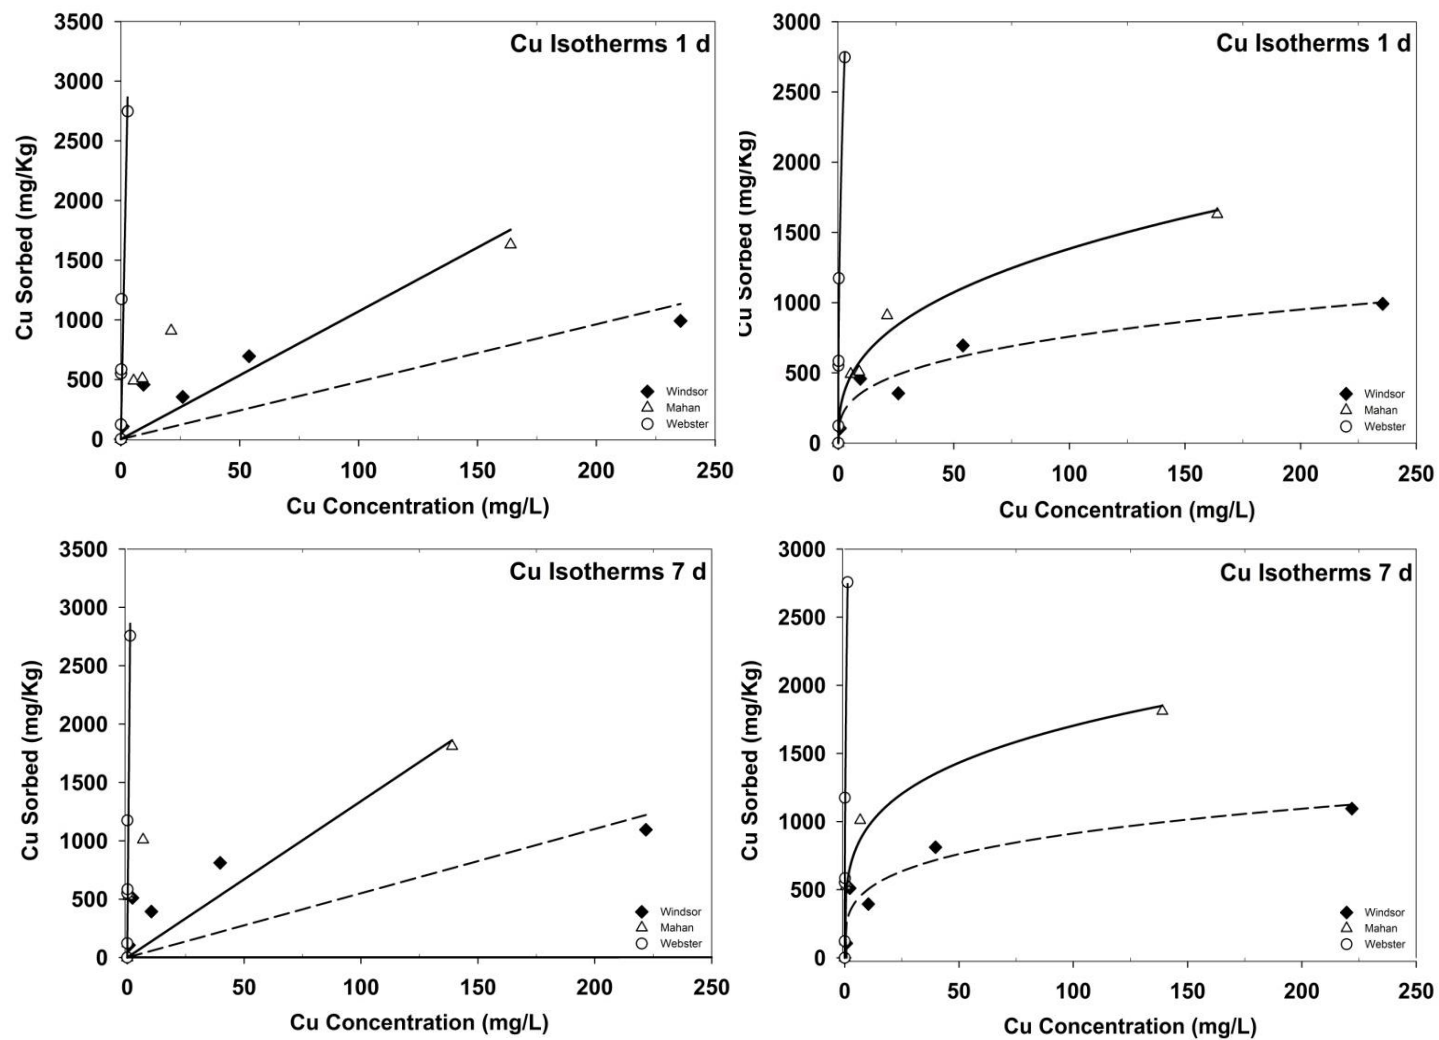 Cu Isotherms 1 d
Cu Sorbed (mg/Kg)
3500
3000
2500
2000
1500
1000
500
0
Windsor
Mahan
Webster
0 50 100 150 200 250
Cu Concentration (mg/L)
Cu Isotherms 1 d
Cu Sorbed (mg/Kg)
3000
2500
2000
1500
1000
500
0
Windsor
Mahan
Webster
0 50 100 150 200 250
Cu Concentration (mg/L)
Cu Isotherms 7 d
Cu Sorbed (mg/Kg)
3500
3000
2500
2000
1500
1000
500
0
Windsor
Mahan
Webster
0 50 100 150 200 250
Cu Concentration (mg/L)
Cu Isotherms 7 d
Cu Sorbed (mg/Kg)
3000
2500
2000
1500
1000
500
0
Windsor
Mahan
Webster
0 50 100 150 200 250
Cu Concentration (mg/L)